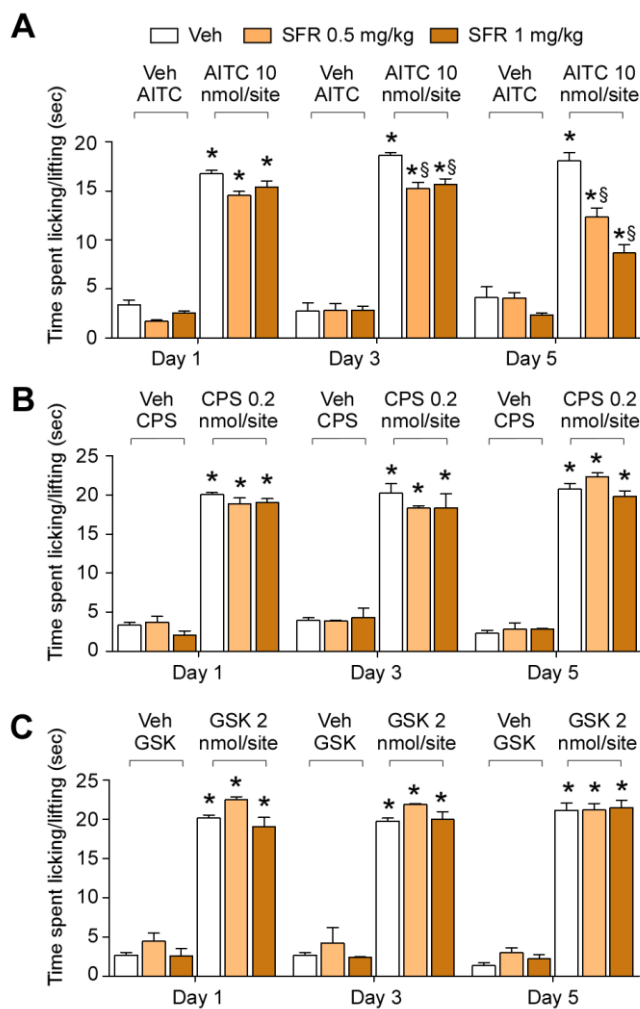 A
Veh SFR 0.5 mg/kg SFR 1 mg/kg
Veh AITC 10 Veh AITC 10 Veh AITC 10
AITC nmol/site AITC nmol/site AITC nmol/site
Time spent licking/lifting (sec)
20
15
10
5
0
* * * * *§ *§ * *§ *§
Day 1 Day 3 Day 5
B
Veh CPS 0.2 Veh CPS 0.2 Veh CPS 0.2
CPS nmol/site CPS nmol/site CPS nmol/site
Time spent licking/lifting (sec)
25
20
15
10
5
0
* * * * * * * * *
Day 1 Day 3 Day 5
C
Veh GSK 2 Veh GSK 2 Veh GSK 2
GSK nmol/site GSK nmol/site GSK nmol/site
Time spent licking/lifting (sec)
25
20
15
10
5
0
* * * * * * * * *
Day 1 Day 3 Day 5